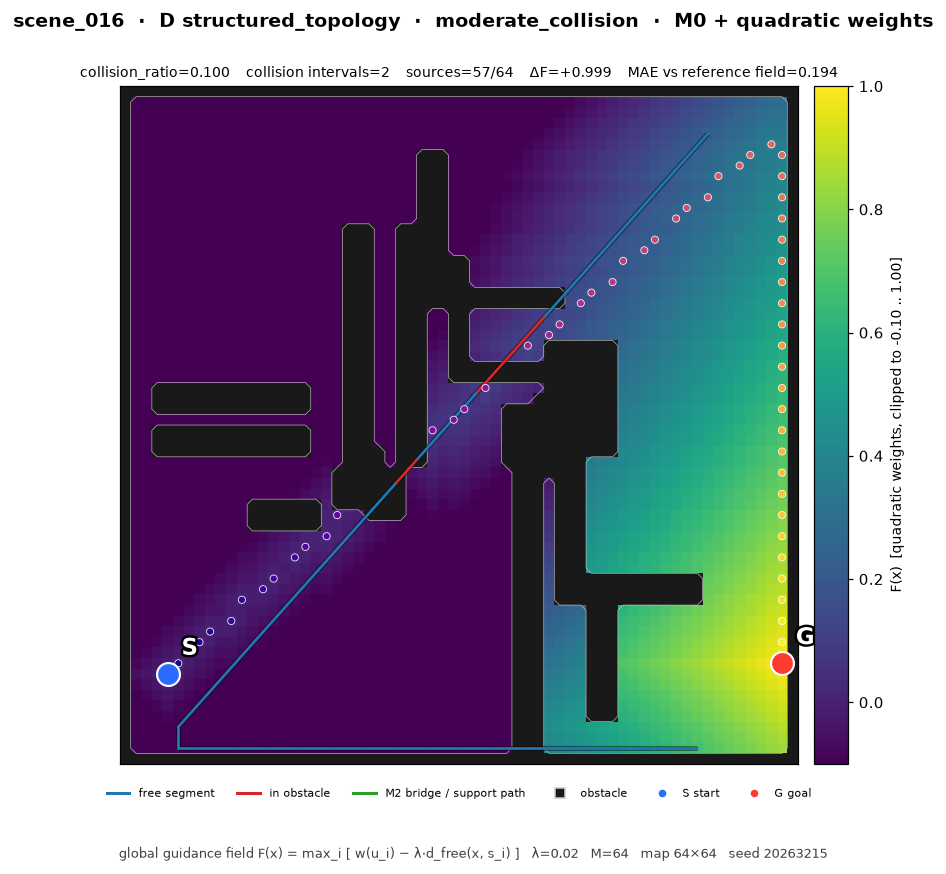 scene_016 · D structured_topology · moderate_collision · M0 + quadratic weights
collision_ratio=0.100 collision intervals=2 sources=57/64 ΔF=+0.999 MAE vs reference field=0.194
1.0
0.8
0.6
0.4
0.2
0.0
F(x) [quadratic weights, clipped to -0.10 .. 1.00]
S
G
free segment
in obstacle
M2 bridge / support path
obstacle
S start
G goal
global guidance field F(x) = max_i [ w(u_i) − λ·d_free(x, s_i) ] λ=0.02 M=64 map 64×64 seed 20263215